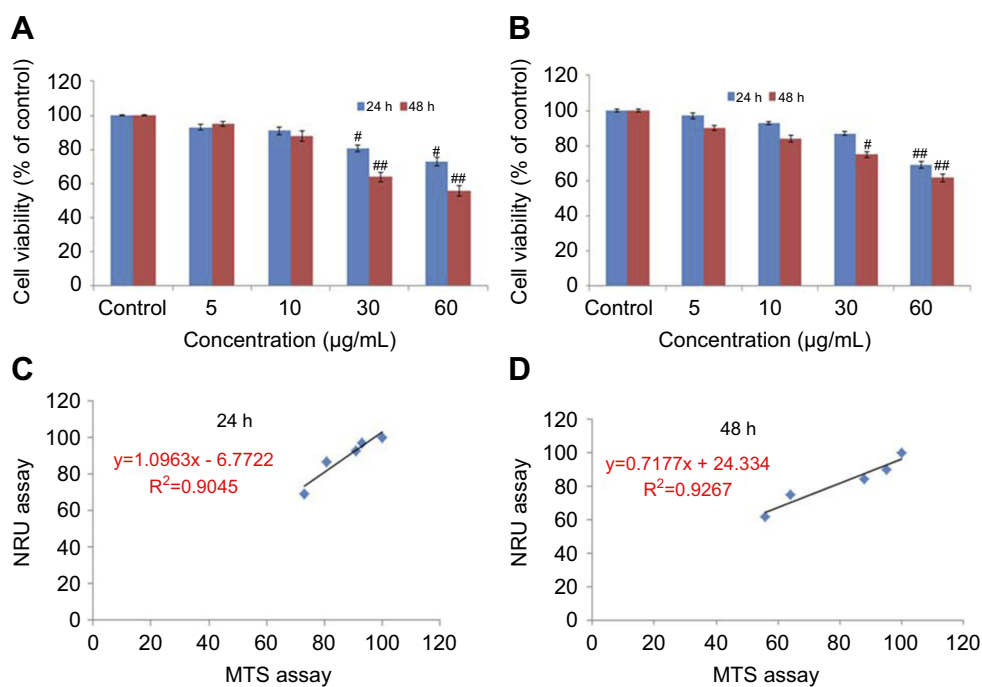 A
Cell viability (% of control)
120
100
80
60
40
20
0
24 h
48 h
#
##
#
##
Control
5
10
30
60
Concentration (µg/mL)
B
Cell viability (% of control)
120
100
80
60
40
20
0
24 h
48 h
#
##
##
Control
5
10
30
60
Concentration (µg/mL)
C
NRU assay
120
100
80
60
40
20
0
24 h
y=1.0963x - 6.7722
R²=0.9045
0
20
40
60
80
100
120
MTS assay
D
NRU assay
120
100
80
60
40
20
0
48 h
y=0.7177x + 24.334
R²=0.9267
0
20
40
60
80
100
120
MTS assay